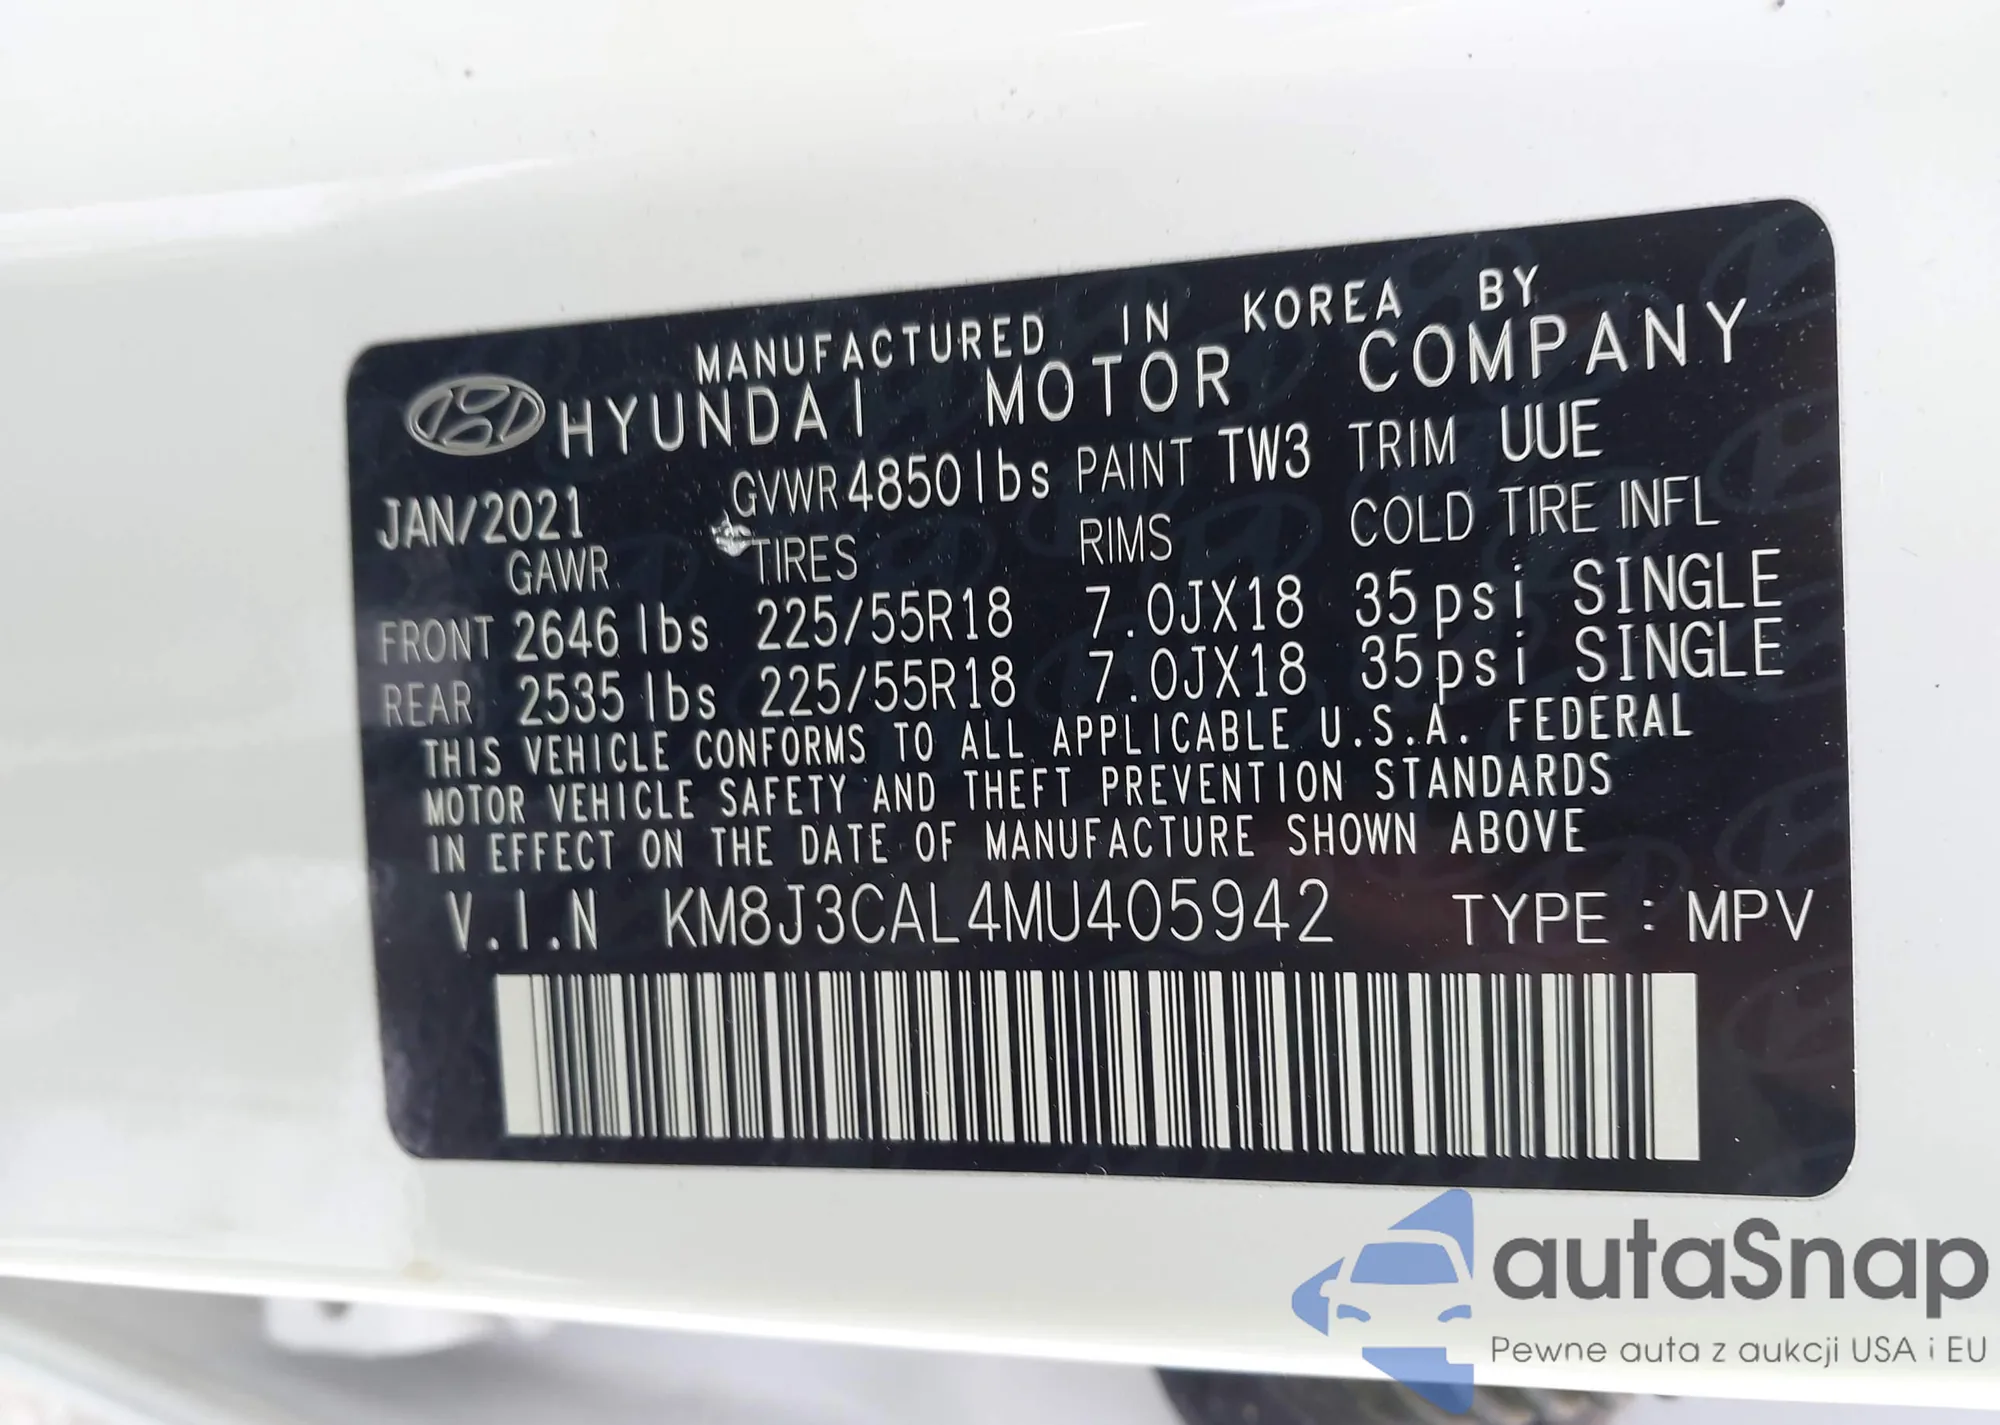 MANUFACTURED IN KOREA BY
HYUNDAI MOTOR COMPANY
JAN/2021 GVWR 4850 lbs PAINT TW3 TRIM UUE
GAWR TIRES RIMS COLD TIRE INFL
FRONT 2646 lbs 225/55R18 7.0JX18 35psi SINGLE
REAR 2535 lbs 225/55R18 7.0JX18 35psi SINGLE
THIS VEHICLE CONFORMS TO ALL APPLICABLE U.S.A. FEDERAL
MOTOR VEHICLE SAFETY AND THEFT PREVENTION STANDARDS
IN EFFECT ON THE DATE OF MANUFACTURE SHOWN ABOVE
V.I.N KM8J3CAL4MU405942 TYPE : MPV
autaSnap
Pewne auta z aukcji USA i EU